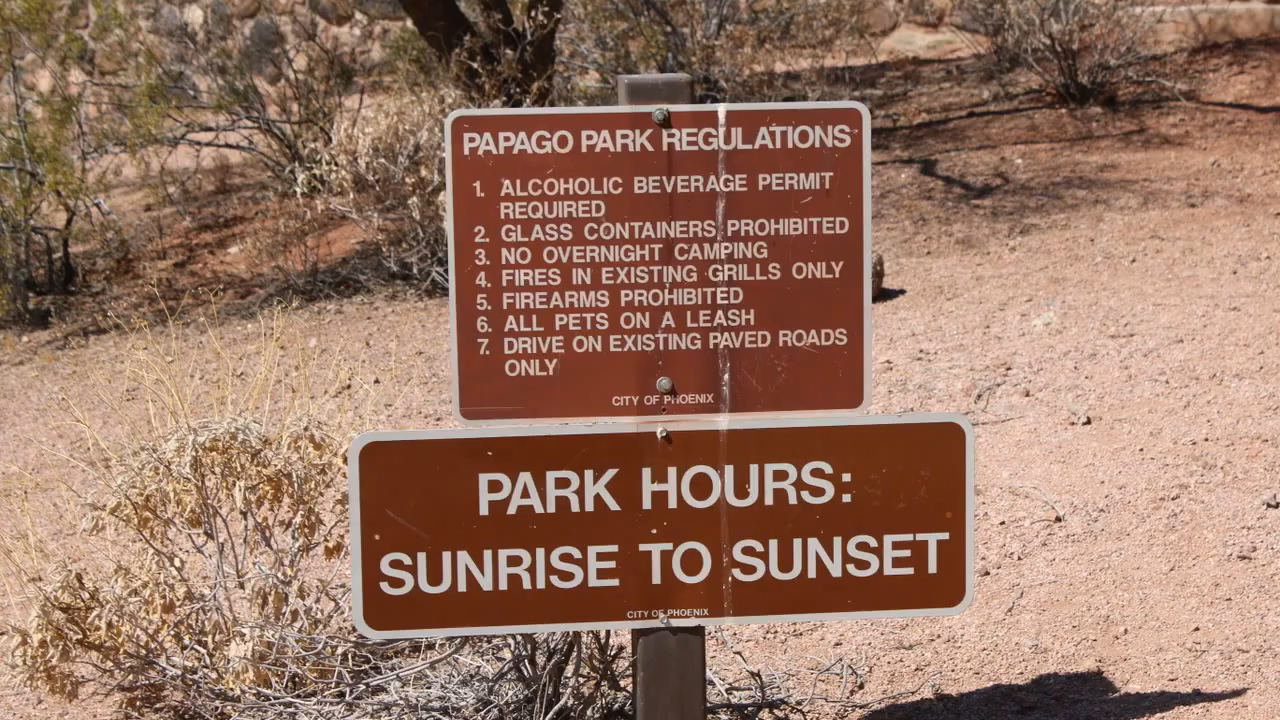 PAPAGO PARK REGULATIONS
1. ALCOHOLIC BEVERAGE PERMIT
REQUIRED
2. GLASS CONTAINERS PROHIBITED
3. NO OVERNIGHT CAMPING
4. FIRES IN EXISTING GRILLS ONLY
5. FIREARMS PROHIBITED
6. ALL PETS ON A LEASH
7. DRIVE ON EXISTING PAVED ROADS
ONLY
CITY OF PHOENIX
PARK HOURS:
SUNRISE TO SUNSET
CITY OF PHOENIX